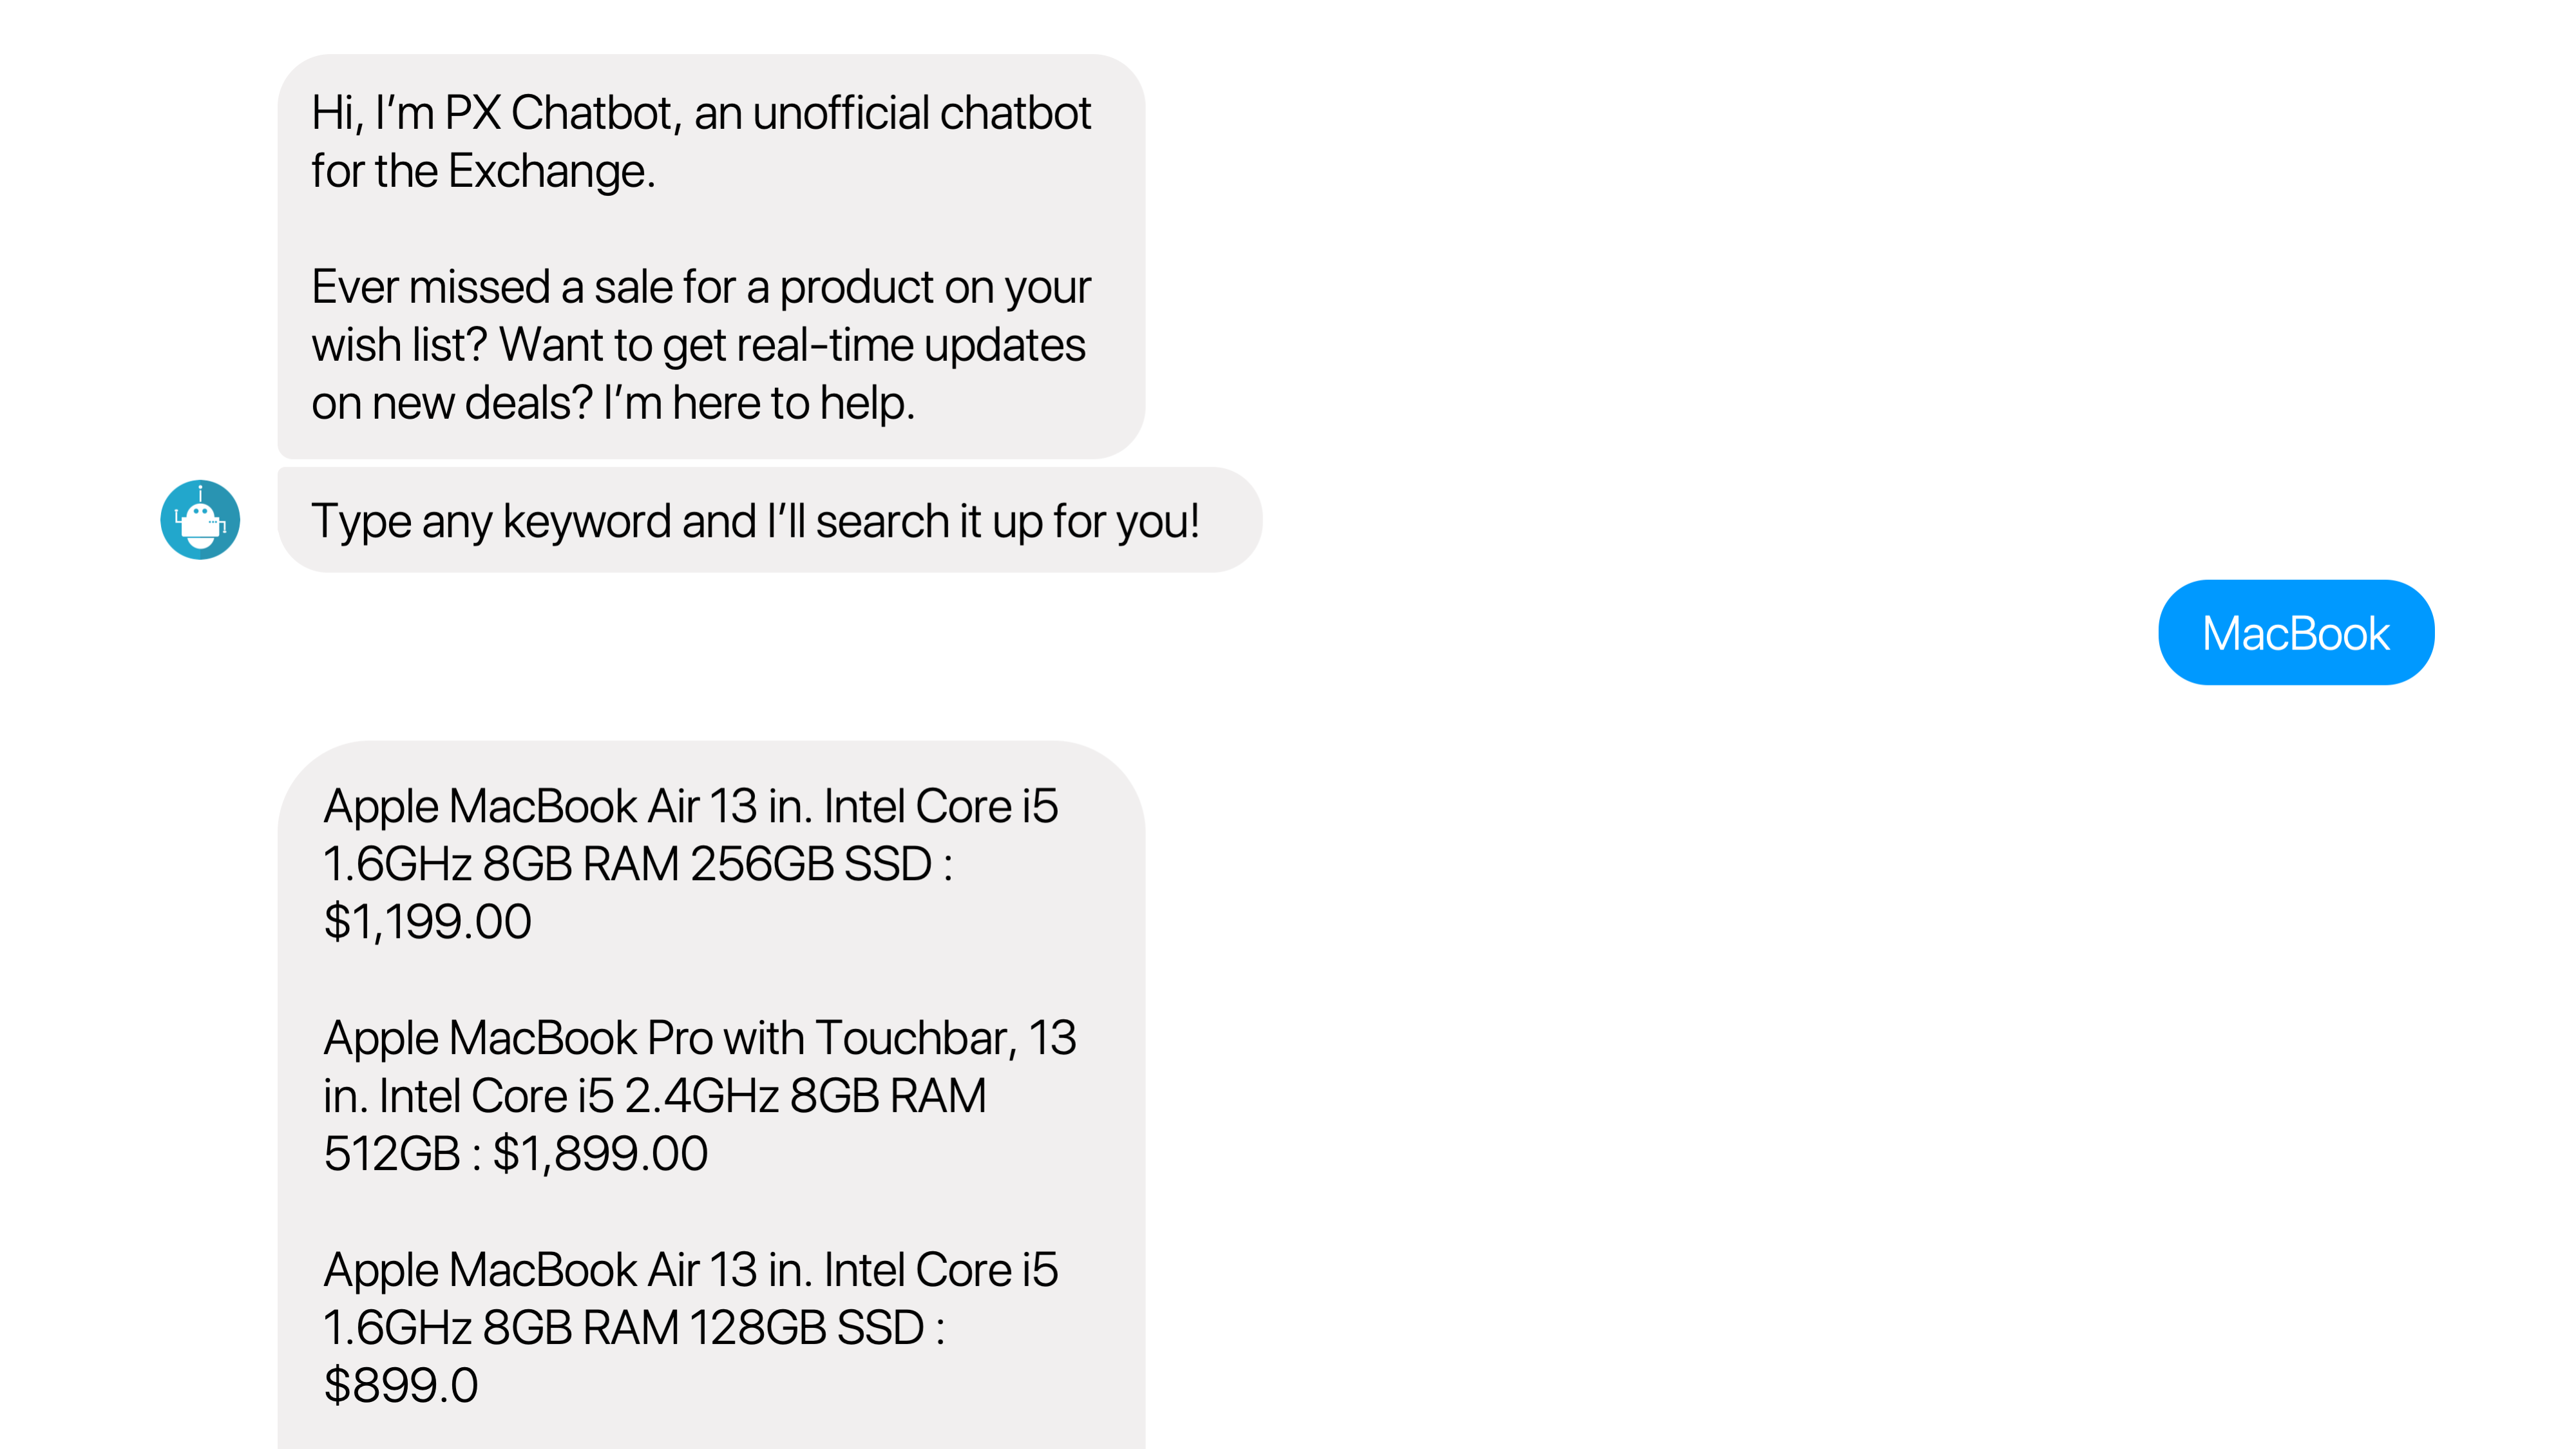 Hi, I’m PX Chatbot, an unofficial chatbot
for the Exchange.
Ever missed a sale for a product on your
wish list? Want to get real-time updates
on new deals? I’m here to help.
Type any keyword and I’ll search it up for you!
MacBook
Apple MacBook Air 13 in. Intel Core i5
1.6GHz 8GB RAM 256GB SSD :
$1,199.00
Apple MacBook Pro with Touchbar, 13
in. Intel Core i5 2.4GHz 8GB RAM
512GB : $1,899.00
Apple MacBook Air 13 in. Intel Core i5
1.6GHz 8GB RAM 128GB SSD :
$899.0